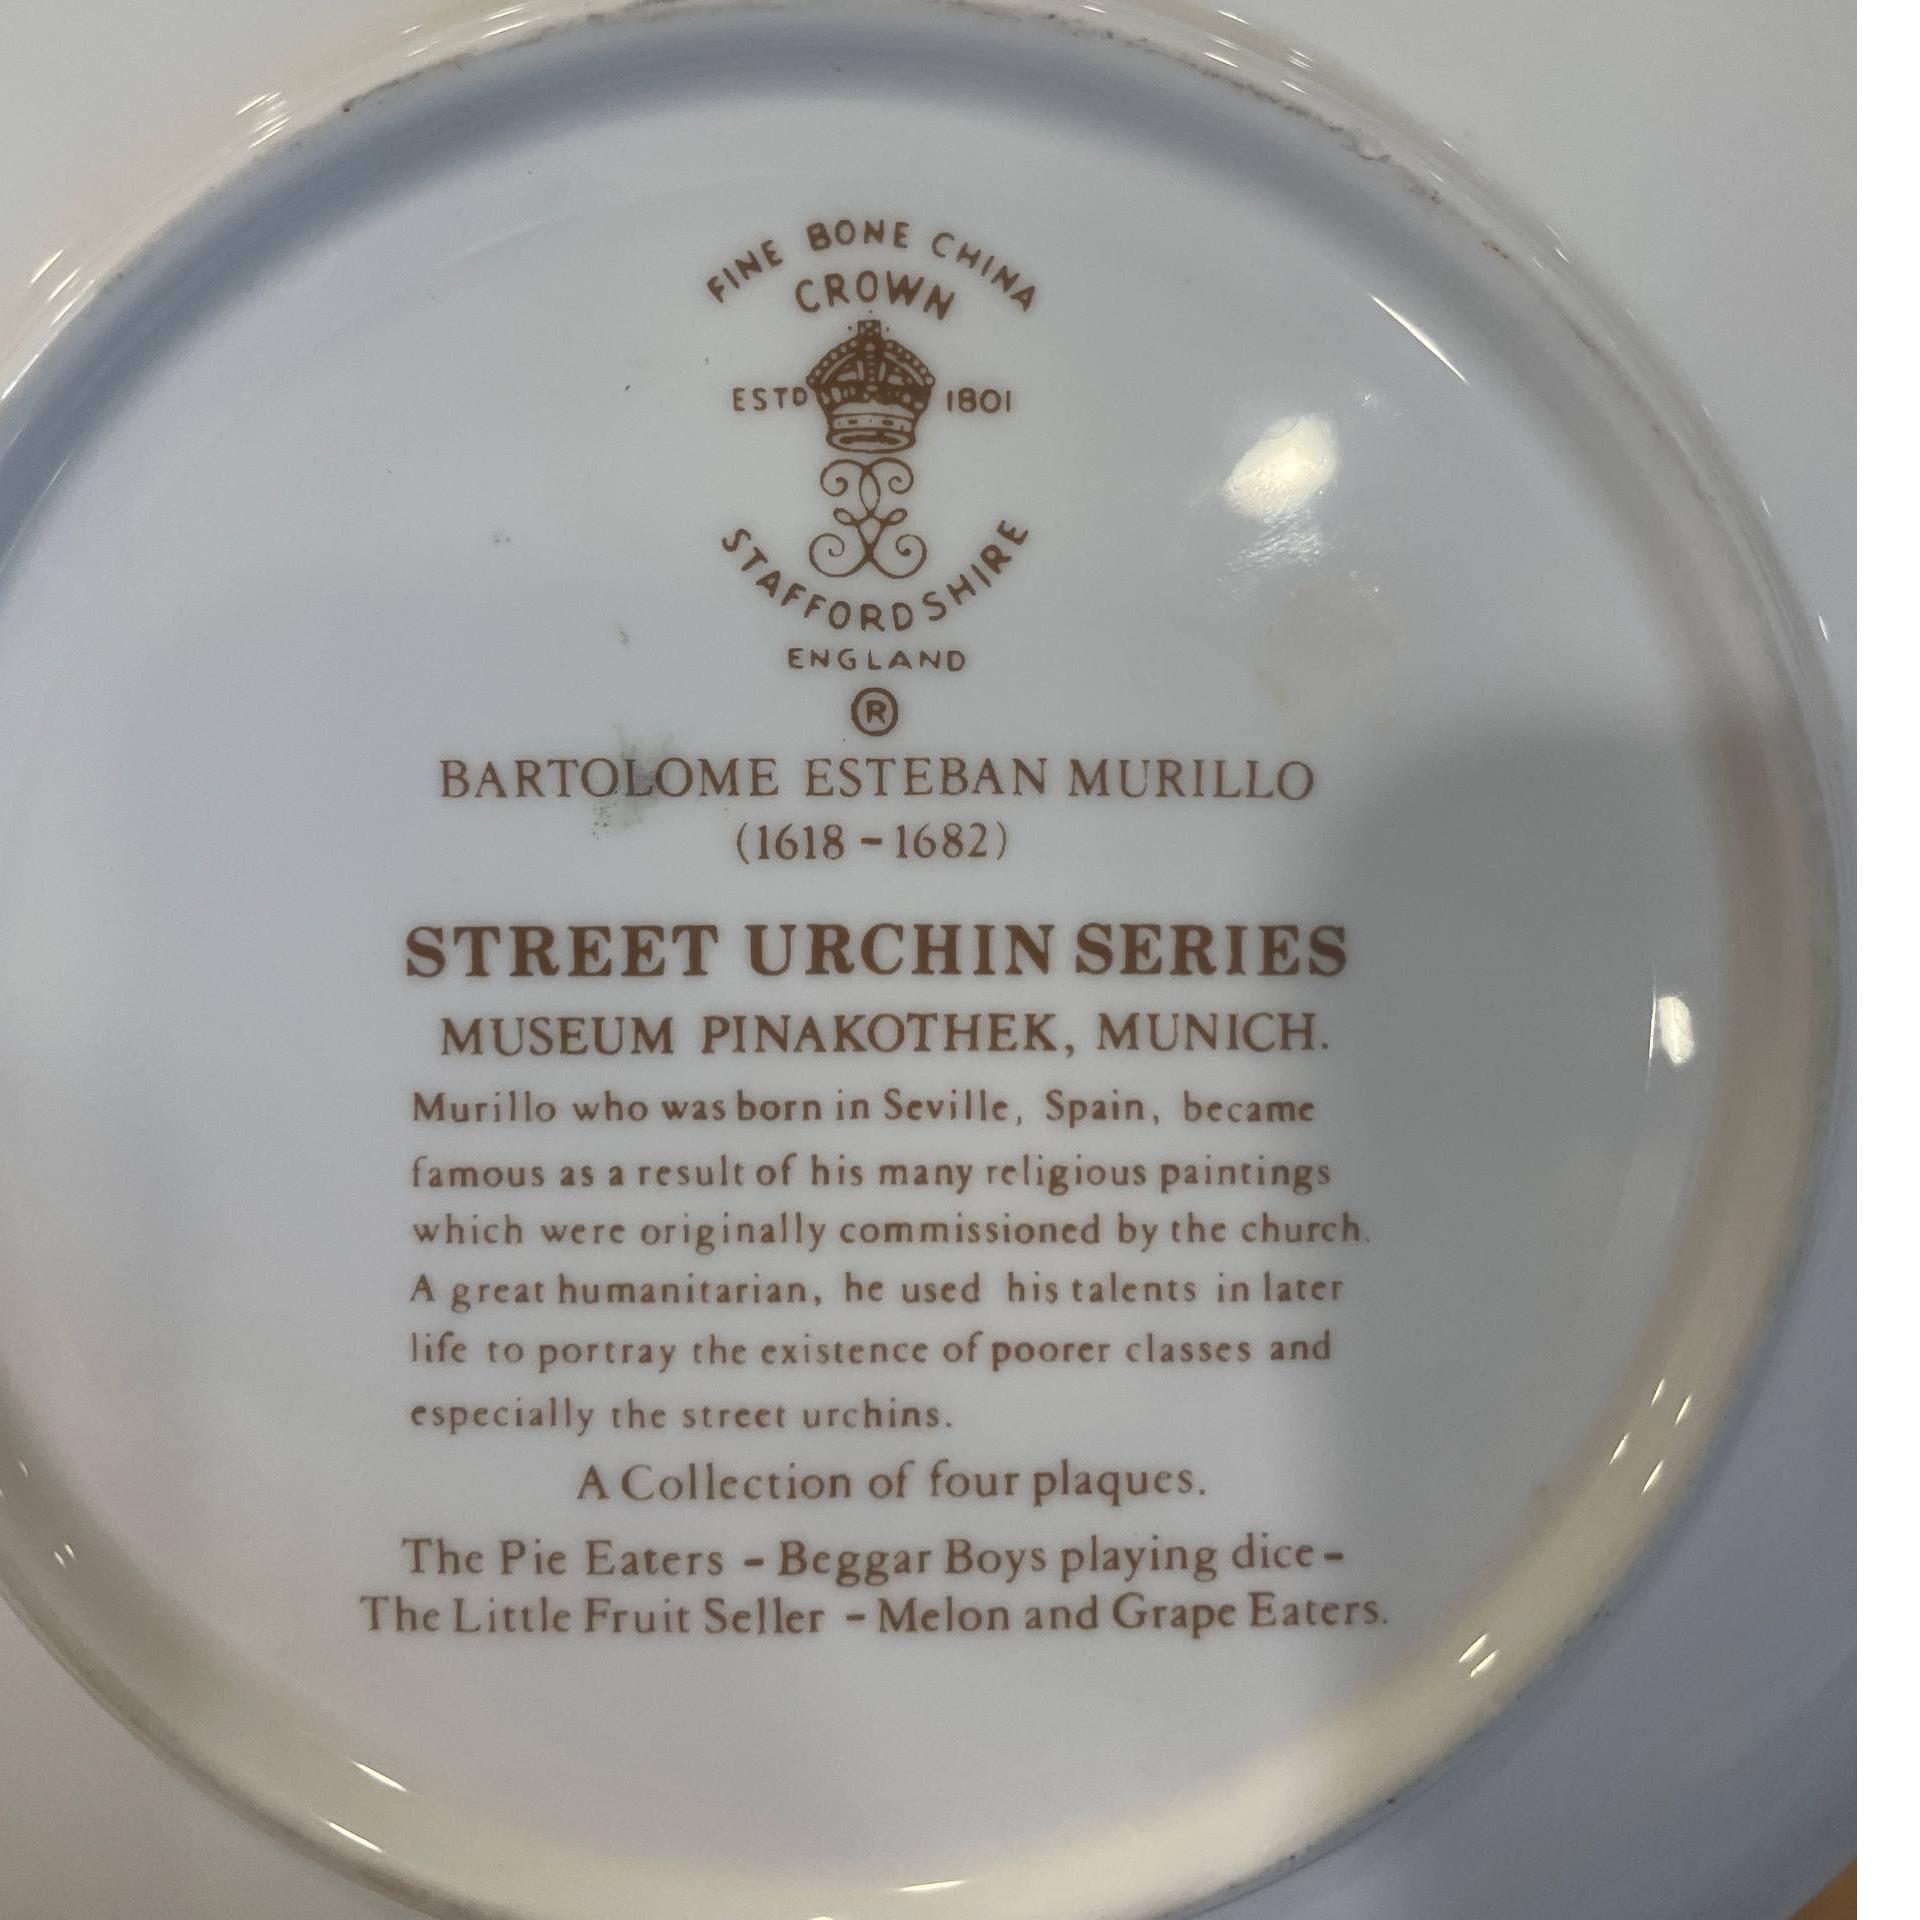 FINE BONE CHINA
CROWN
ESTD 1801
STAFFORDSHIRE
ENGLAND
®
BARTOLOME ESTEBAN MURILLO
(1618 - 1682)
STREET URCHIN SERIES
MUSEUM PINAKOTHEK, MUNICH.
Murillo who was born in Seville, Spain, became
famous as a result of his many religious paintings
which were originally commissioned by the church.
A great humanitarian, he used his talents in later
life to portray the existence of poorer classes and
especially the street urchins.
A Collection of four plaques.
The Pie Eaters - Beggar Boys playing dice -
The Little Fruit Seller - Melon and Grape Eaters.